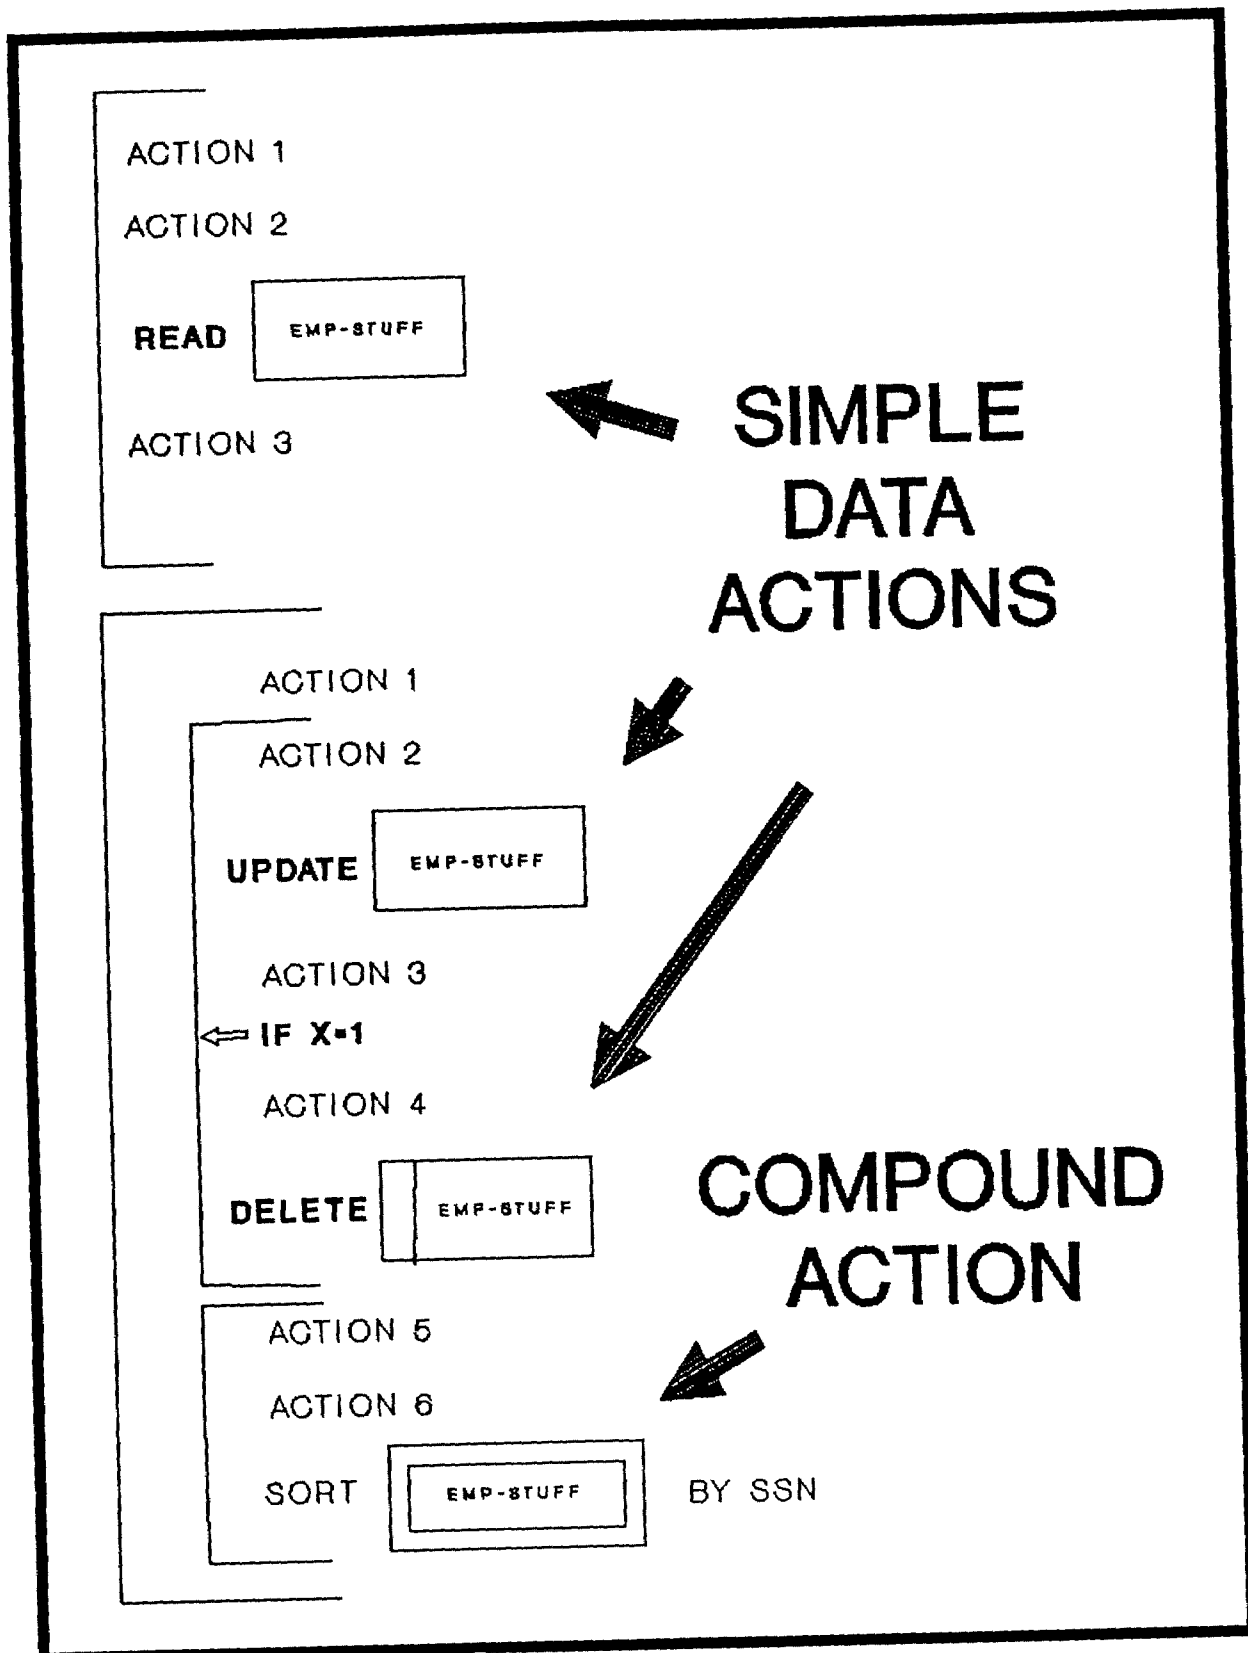 ACTION 1
ACTION 2
READ EMP-STUFF
ACTION 3
SIMPLE
DATA
ACTIONS
ACTION 1
ACTION 2
UPDATE EMP-STUFF
ACTION 3
IF X=1
ACTION 4
DELETE EMP-STUFF
COMPOUND
ACTION
ACTION 5
ACTION 6
SORT EMP-STUFF BY SSN